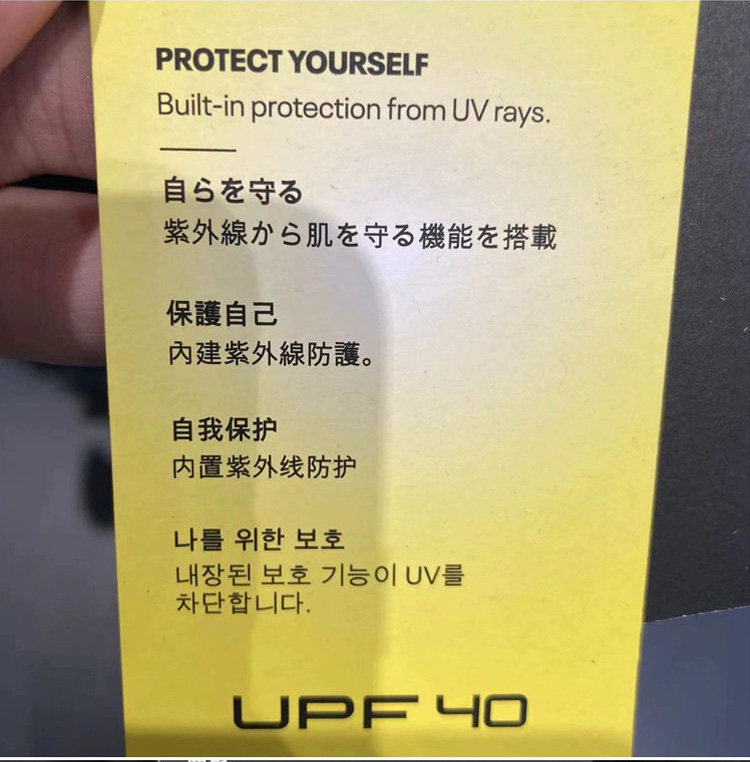 PROTECT YOURSELF
Built-in protection from UV rays.
自らを守る
紫外線から肌を守る機能を搭載
保護自己
內建紫外線防護。
自我保护
内置紫外线防护
나를 위한 보호
내장된 보호 기능이 UV를
차단합니다.
UPF 40